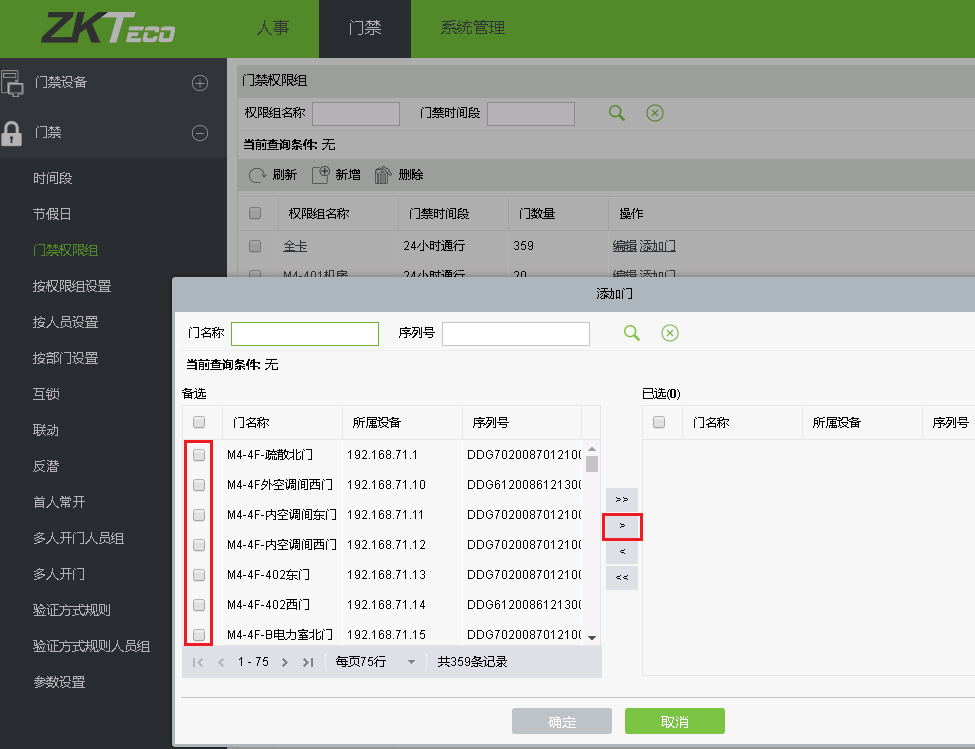 ZKTECO 人事 门禁 系统管理
门禁设备
门禁
时间段
节假日
门禁权限组
按权限组设置
按人员设置
按部门设置
互锁
联动
反潜
首人常开
多人开门人员组
多人开门
验证方式规则
验证方式规则人员组
参数设置
门禁权限组
权限组名称 门禁时间段
当前查询条件: 无
刷新 新增 删除
权限组名称 门禁时间段 门数量 操作
全卡 24小时通行 359 编辑 添加门
M4-401机房 24小时通行 20 编辑 添加门
添加门
门名称 序列号
当前查询条件: 无
备选
门名称 所属设备 序列号
M4-4F-疏散北门 192.168.71.1 DDG7020087012100
M4-4F外空调间西门 192.168.71.10 DDG6120086121300
M4-4F-内空调间东门 192.168.71.11 DDG7020087012100
M4-4F-内空调间西门 192.168.71.12 DDG7020087012100
M4-4F-402东门 192.168.71.13 DDG7020087012100
M4-4F-402西门 192.168.71.14 DDG6120086121300
M4-4F-B电力室北门 192.168.71.15 DDG7020087012100
1 - 75 每页75行 共359条记录
>>
>
<
<<
已选(0)
门名称 所属设备 序列号
确定 取消